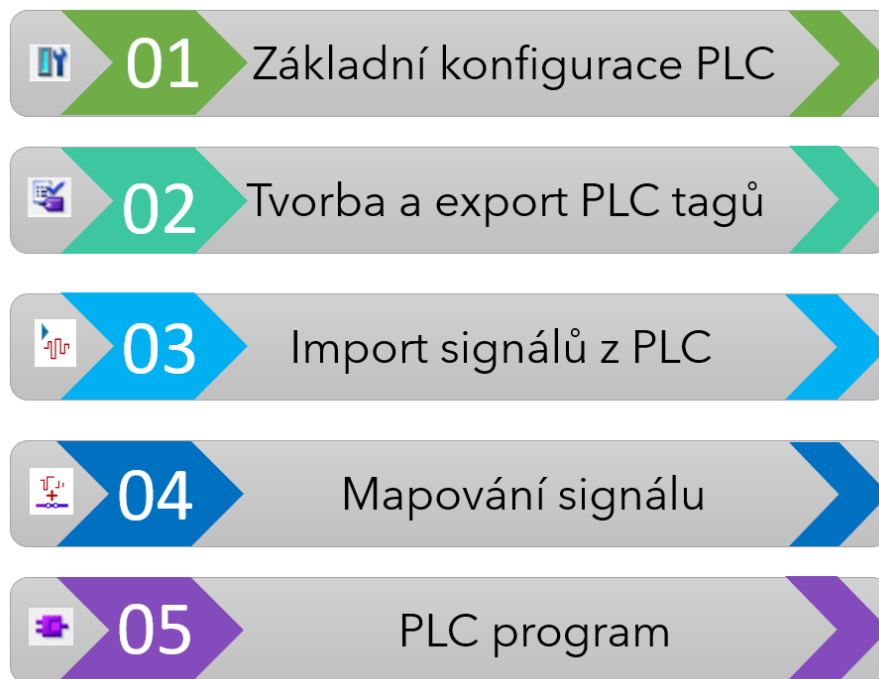 01 Základní konfigurace PLC
02 Tvorba a export PLC tagů
03 Import signálů z PLC
04 Mapování signálu
05 PLC program